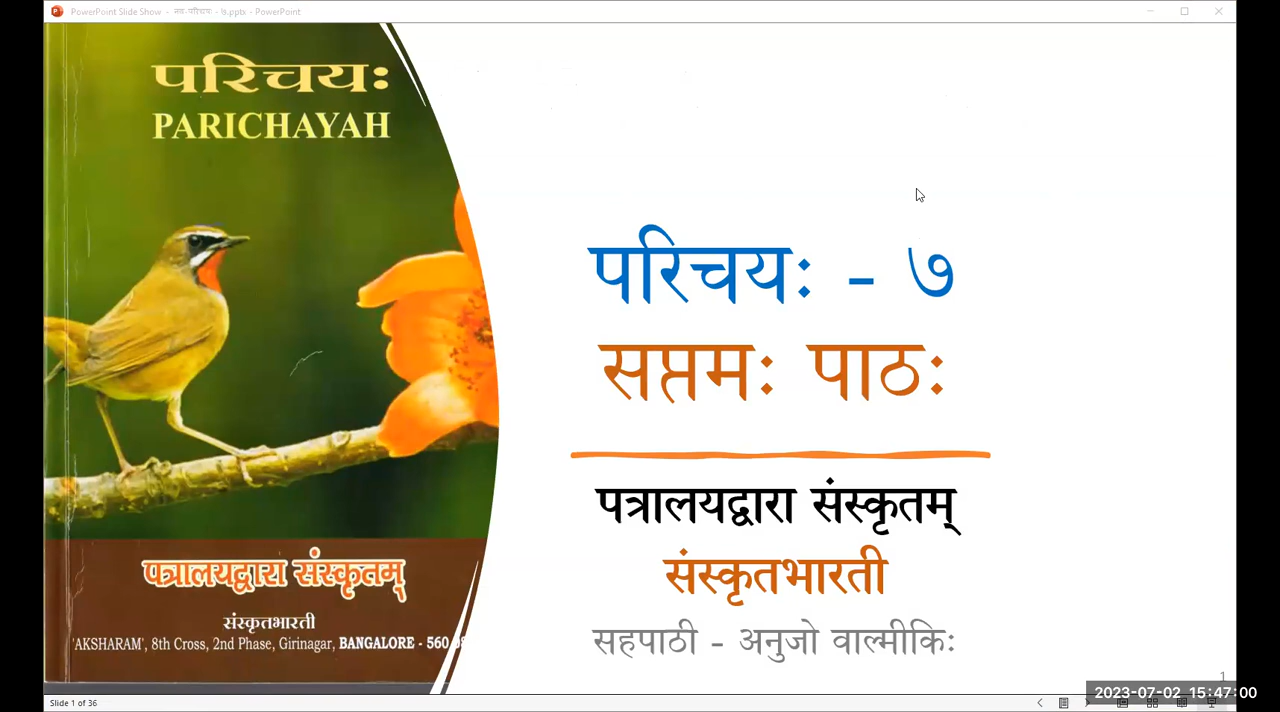 PowerPoint Slide Show - नव-परिचयः - ७.pptx - PowerPoint
परिचयः
PARICHAYAH
पत्रालयद्वारा संस्कृतम्
संस्कृतभारती
'AKSHARAM', 8th Cross, 2nd Phase, Girinagar, BANGALORE - 560
परिचयः - ७
सप्तमः पाठः
पत्रालयद्वारा संस्कृतम्
संस्कृतभारती
सहपाठी - अनुजो वाल्मीकिः
1
2023-07-02 15:47:00
Slide 1 of 36